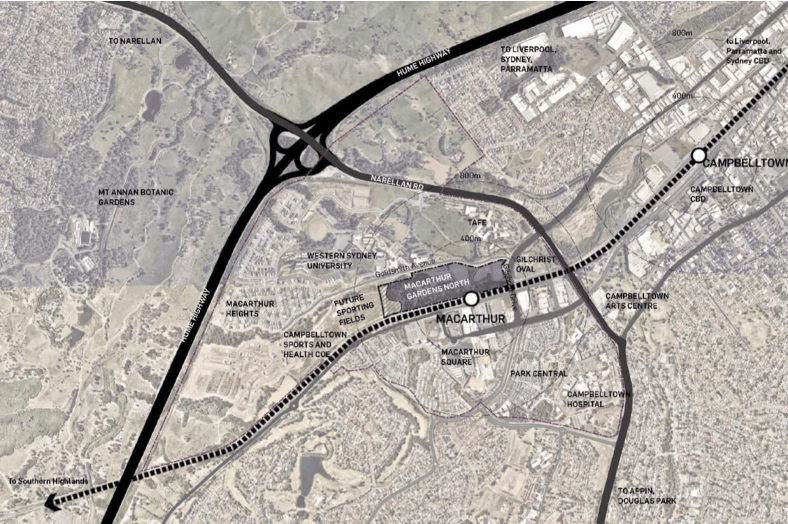 TO NARELLAN
HUME HIGHWAY
TO LIVERPOOL,
SYDNEY,
PARRAMATTA
800m
to Liverpool,
Parramatta and
Sydney CBD
400m
CAMPBELLTOWN
CAMPBELLTOWN
CBD
MT ANNAN BOTANIC
GARDENS
NARELLAN RD
800m
TAFE
400m
WESTERN SYDNEY
UNIVERSITY
Goldsmith Avenue
GILCHRIST
OVAL
MACARTHUR
GARDENS NORTH
FUTURE
SPORTING
FIELDS
MACARTHUR
HEIGHTS
HUME HIGHWAY
MACARTHUR
CAMPBELLTOWN
ARTS CENTRE
CAMPBELLTOWN
SPORTS AND
HEALTH COE
MACARTHUR
SQUARE
PARK CENTRAL
CAMPBELLTOWN
HOSPITAL
To Southern Highlands
TO APPIN,
DOUGLAS PARK